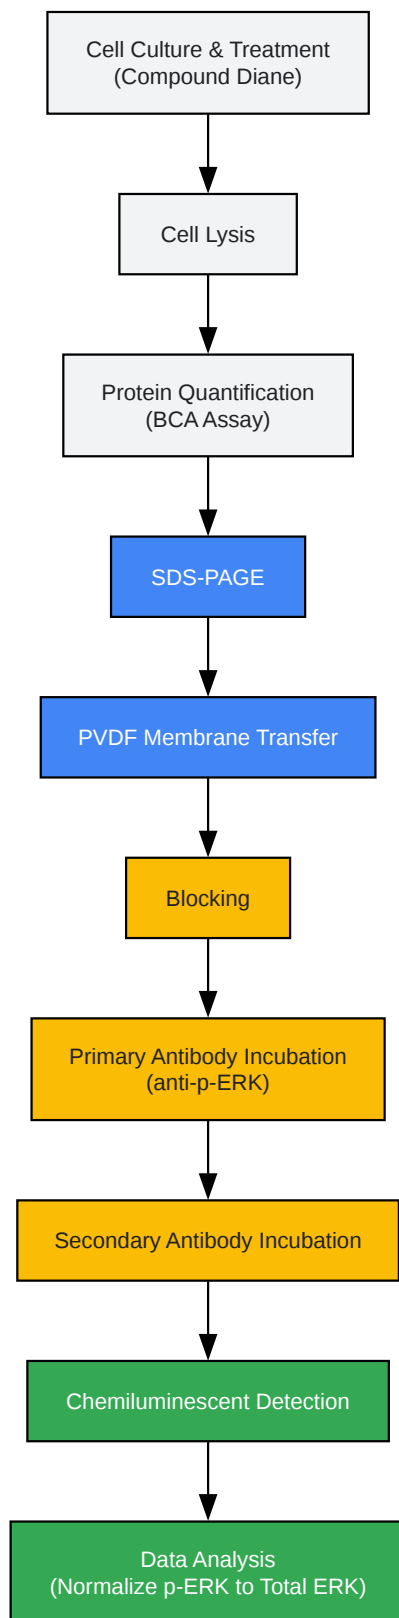 Cell Culture & Treatment
(Compound Diane)
Cell Lysis
Protein Quantification
(BCA Assay)
SDS-PAGE
PVDF Membrane Transfer
Blocking
Primary Antibody Incubation
(anti-p-ERK)
Secondary Antibody Incubation
Chemiluminescent Detection
Data Analysis
(Normalize p-ERK to Total ERK)